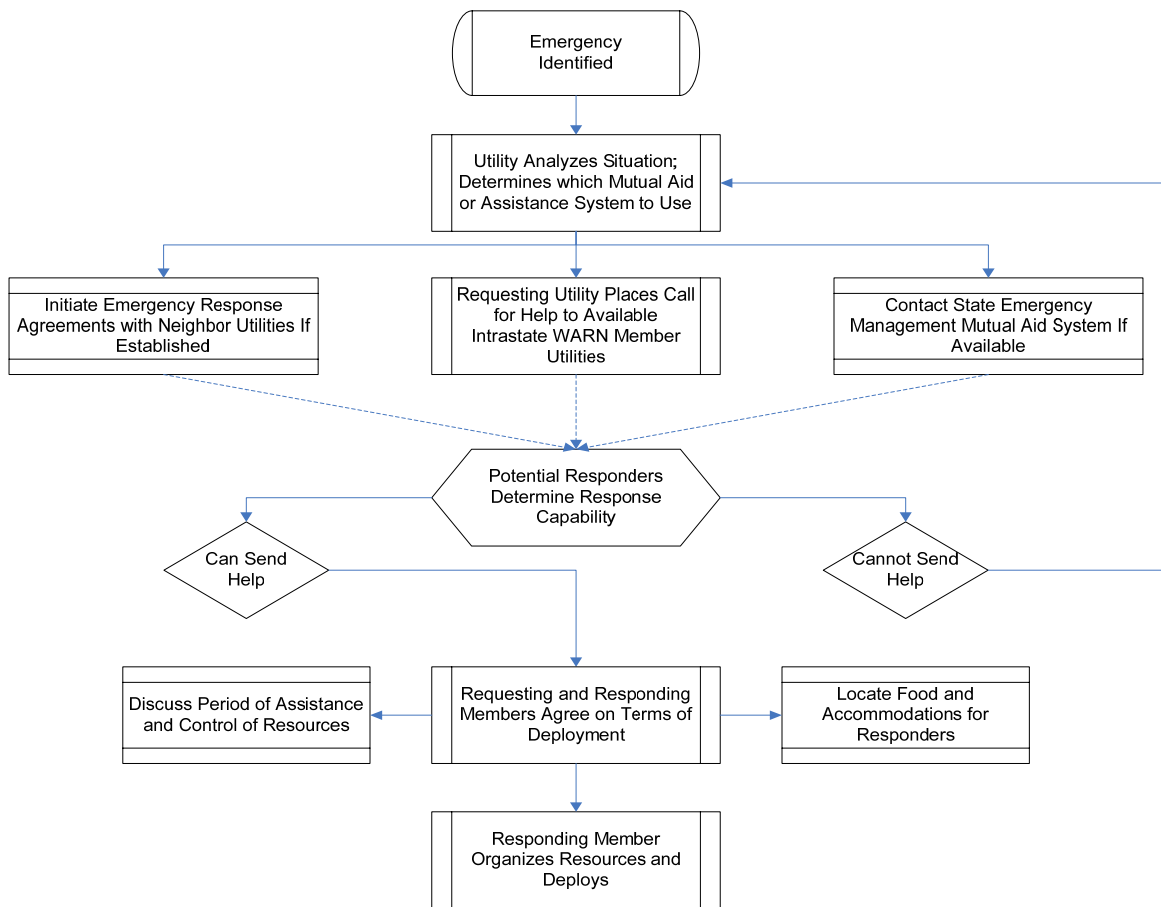 Emergency
Identified
Utility Analyzes Situation;
Determines which Mutual Aid
or Assistance System to Use
Initiate Emergency Response
Agreements with Neighbor Utilities If
Established
Requesting Utility Places Call
for Help to Available
Intrastate WARN Member
Utilities
Contact State Emergency
Management Mutual Aid System If
Available
Potential Responders
Determine Response
Capability
Can Send
Help
Cannot Send
Help
Discuss Period of Assistance
and Control of Resources
Requesting and Responding
Members Agree on Terms of
Deployment
Locate Food and
Accommodations for
Responders
Responding Member
Organizes Resources and
Deploys